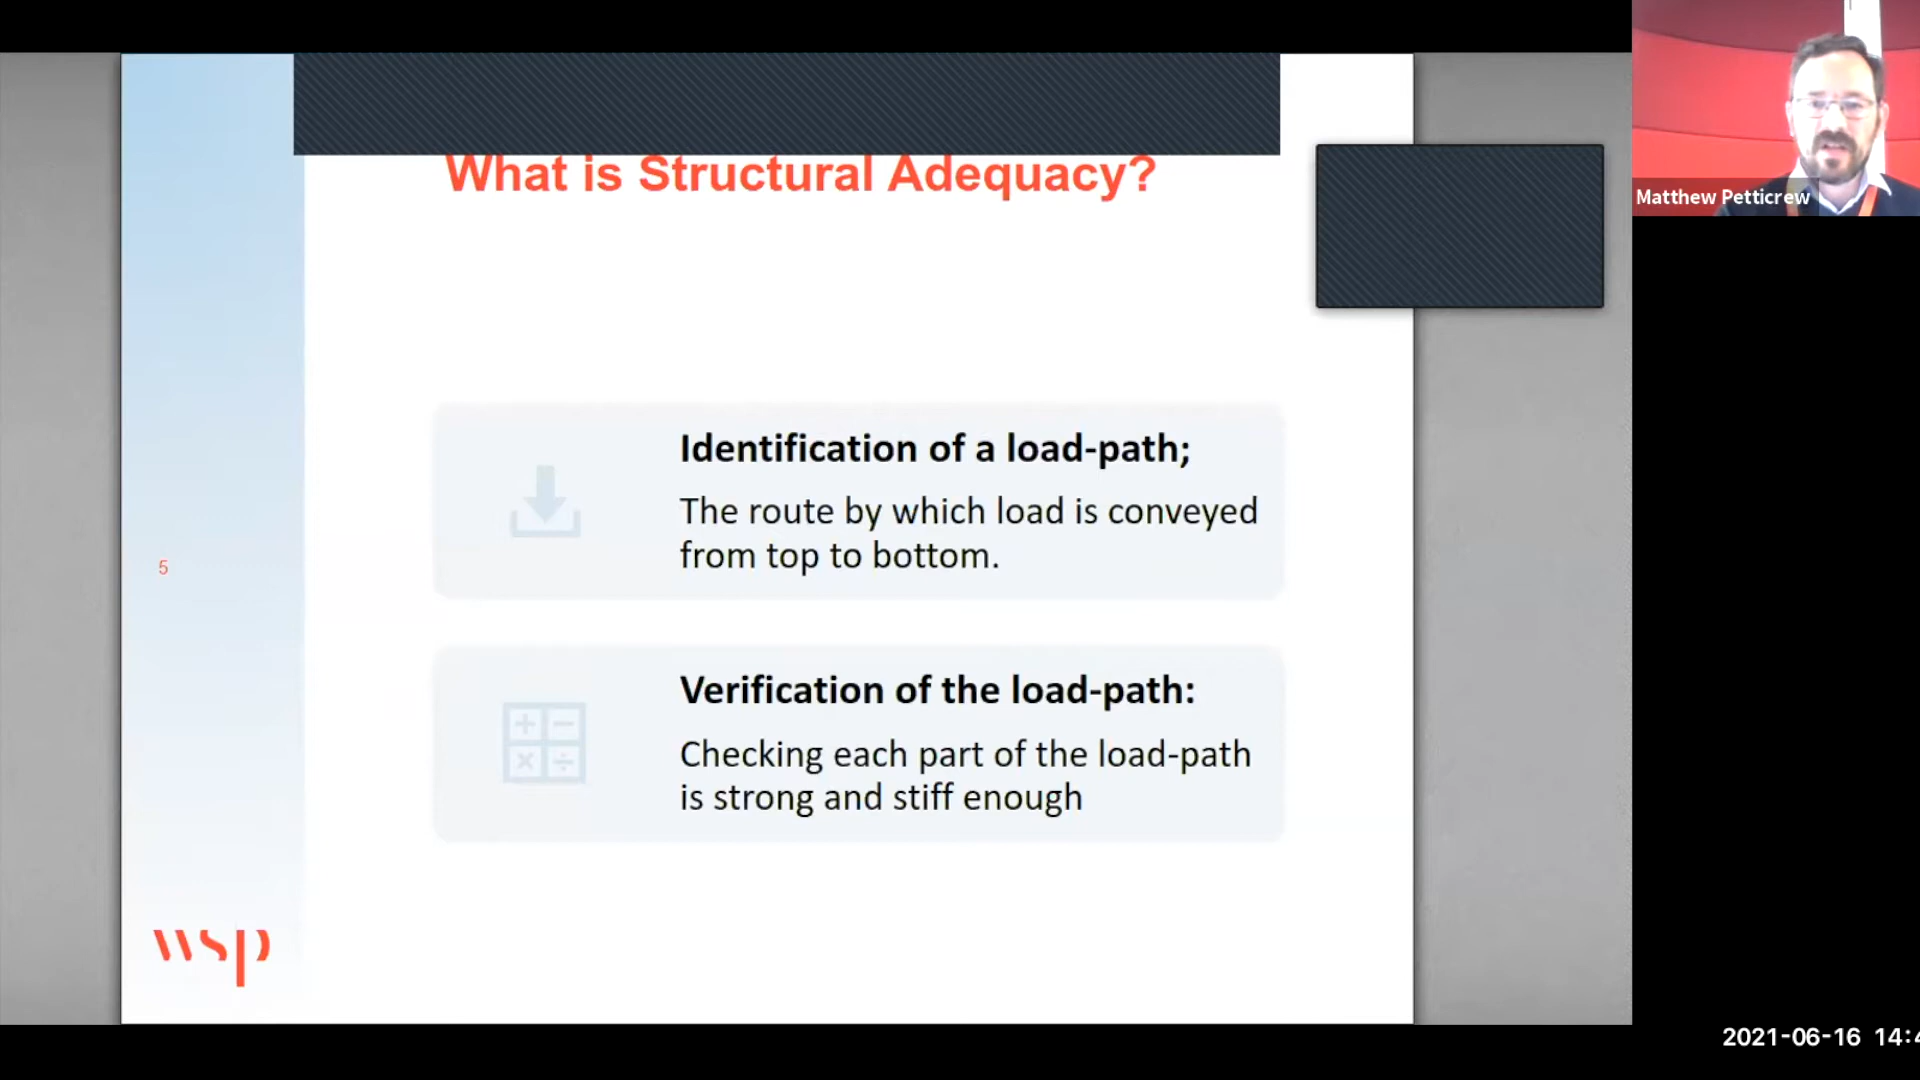 What is Structural Adequacy?
Matthew Petticrew
Identification of a load-path;
The route by which load is conveyed
from top to bottom.
5
Verification of the load-path:
Checking each part of the load-path
is strong and stiff enough
wsp
2021-06-16 14:4